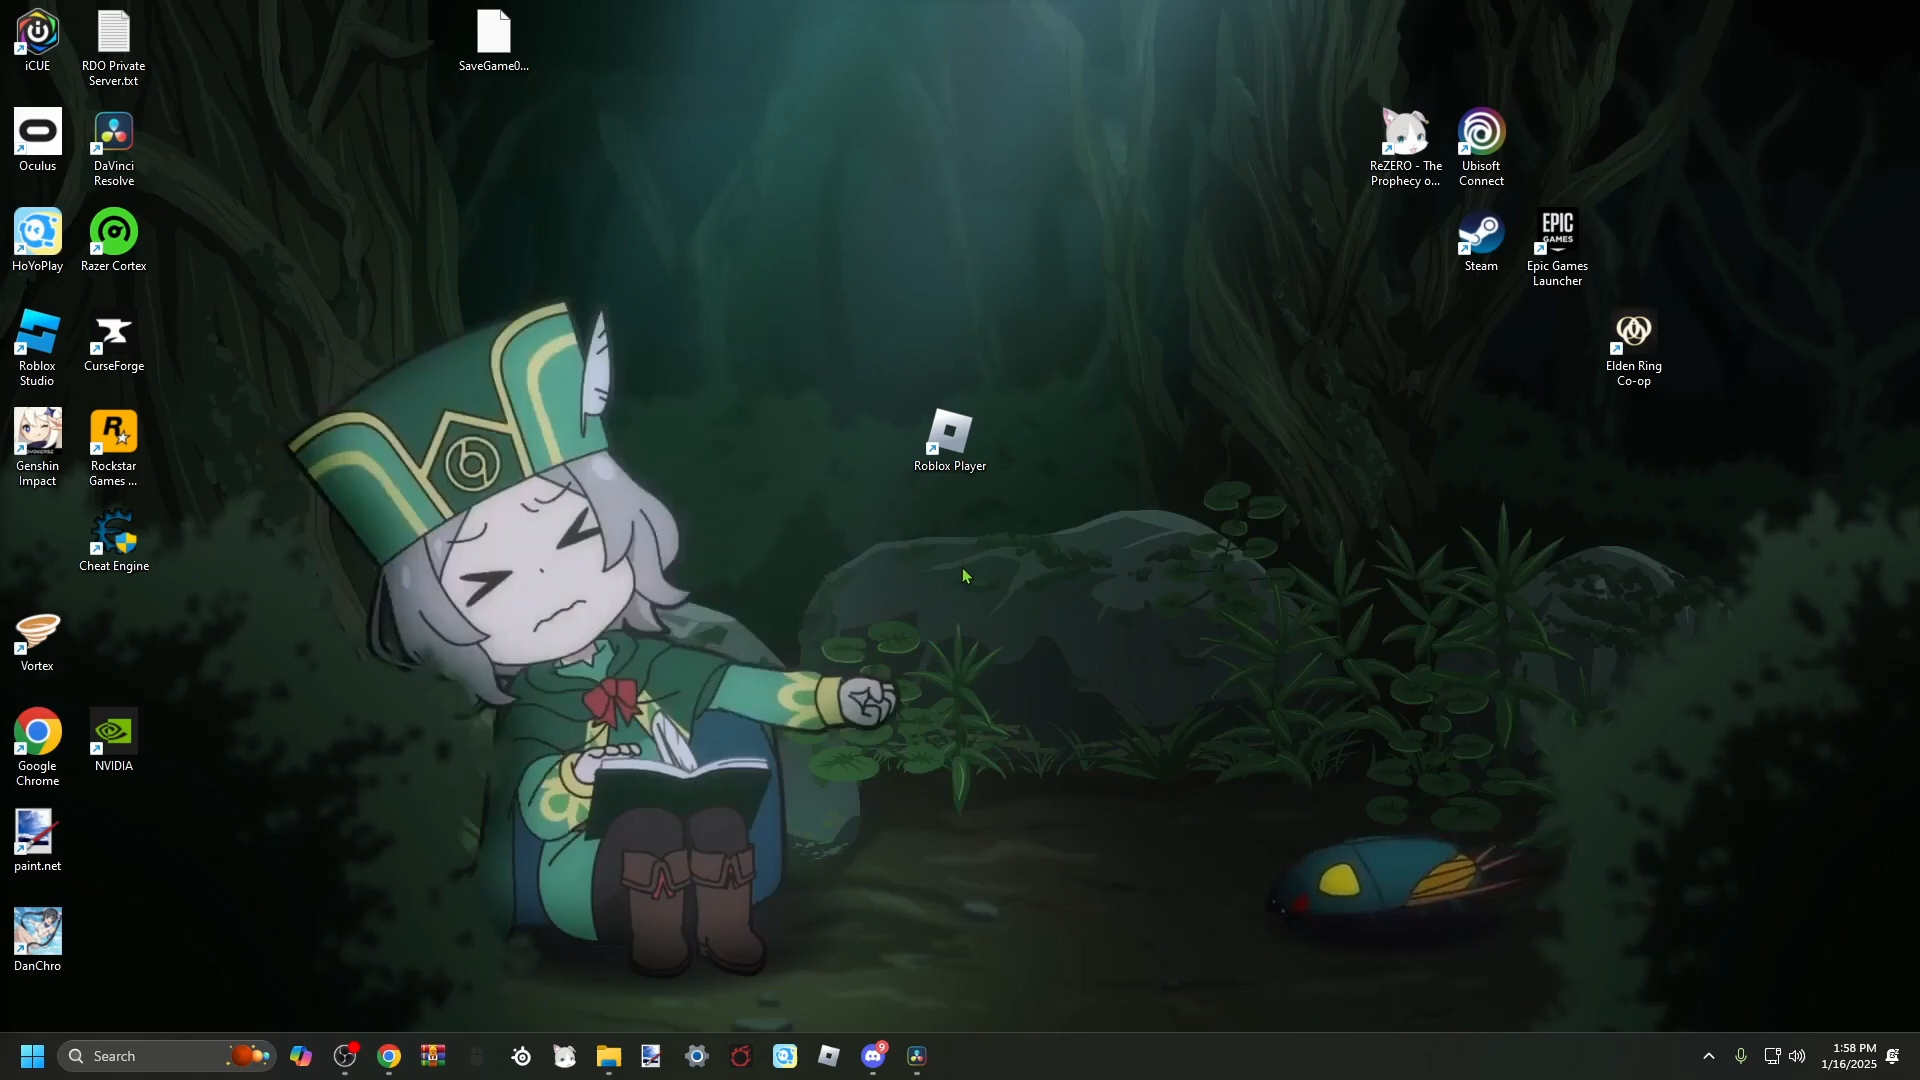 iCUE
RDO Private
Server.txt
SaveGame0...
Oculus
DaVinci
Resolve
ReZERO - The
Prophecy o...
Ubisoft
Connect
HoYoPlay
Razer Cortex
Steam
EPIC
GAMES
Epic Games
Launcher
Roblox
Studio
CurseForge
Elden Ring
Co-op
Genshin
Impact
R
Rockstar
Games ...
Roblox Player
Cheat Engine
Vortex
Google
Chrome
NVIDIA
paint.net
DanChro
Search
9
1:58 PM
1/16/2025